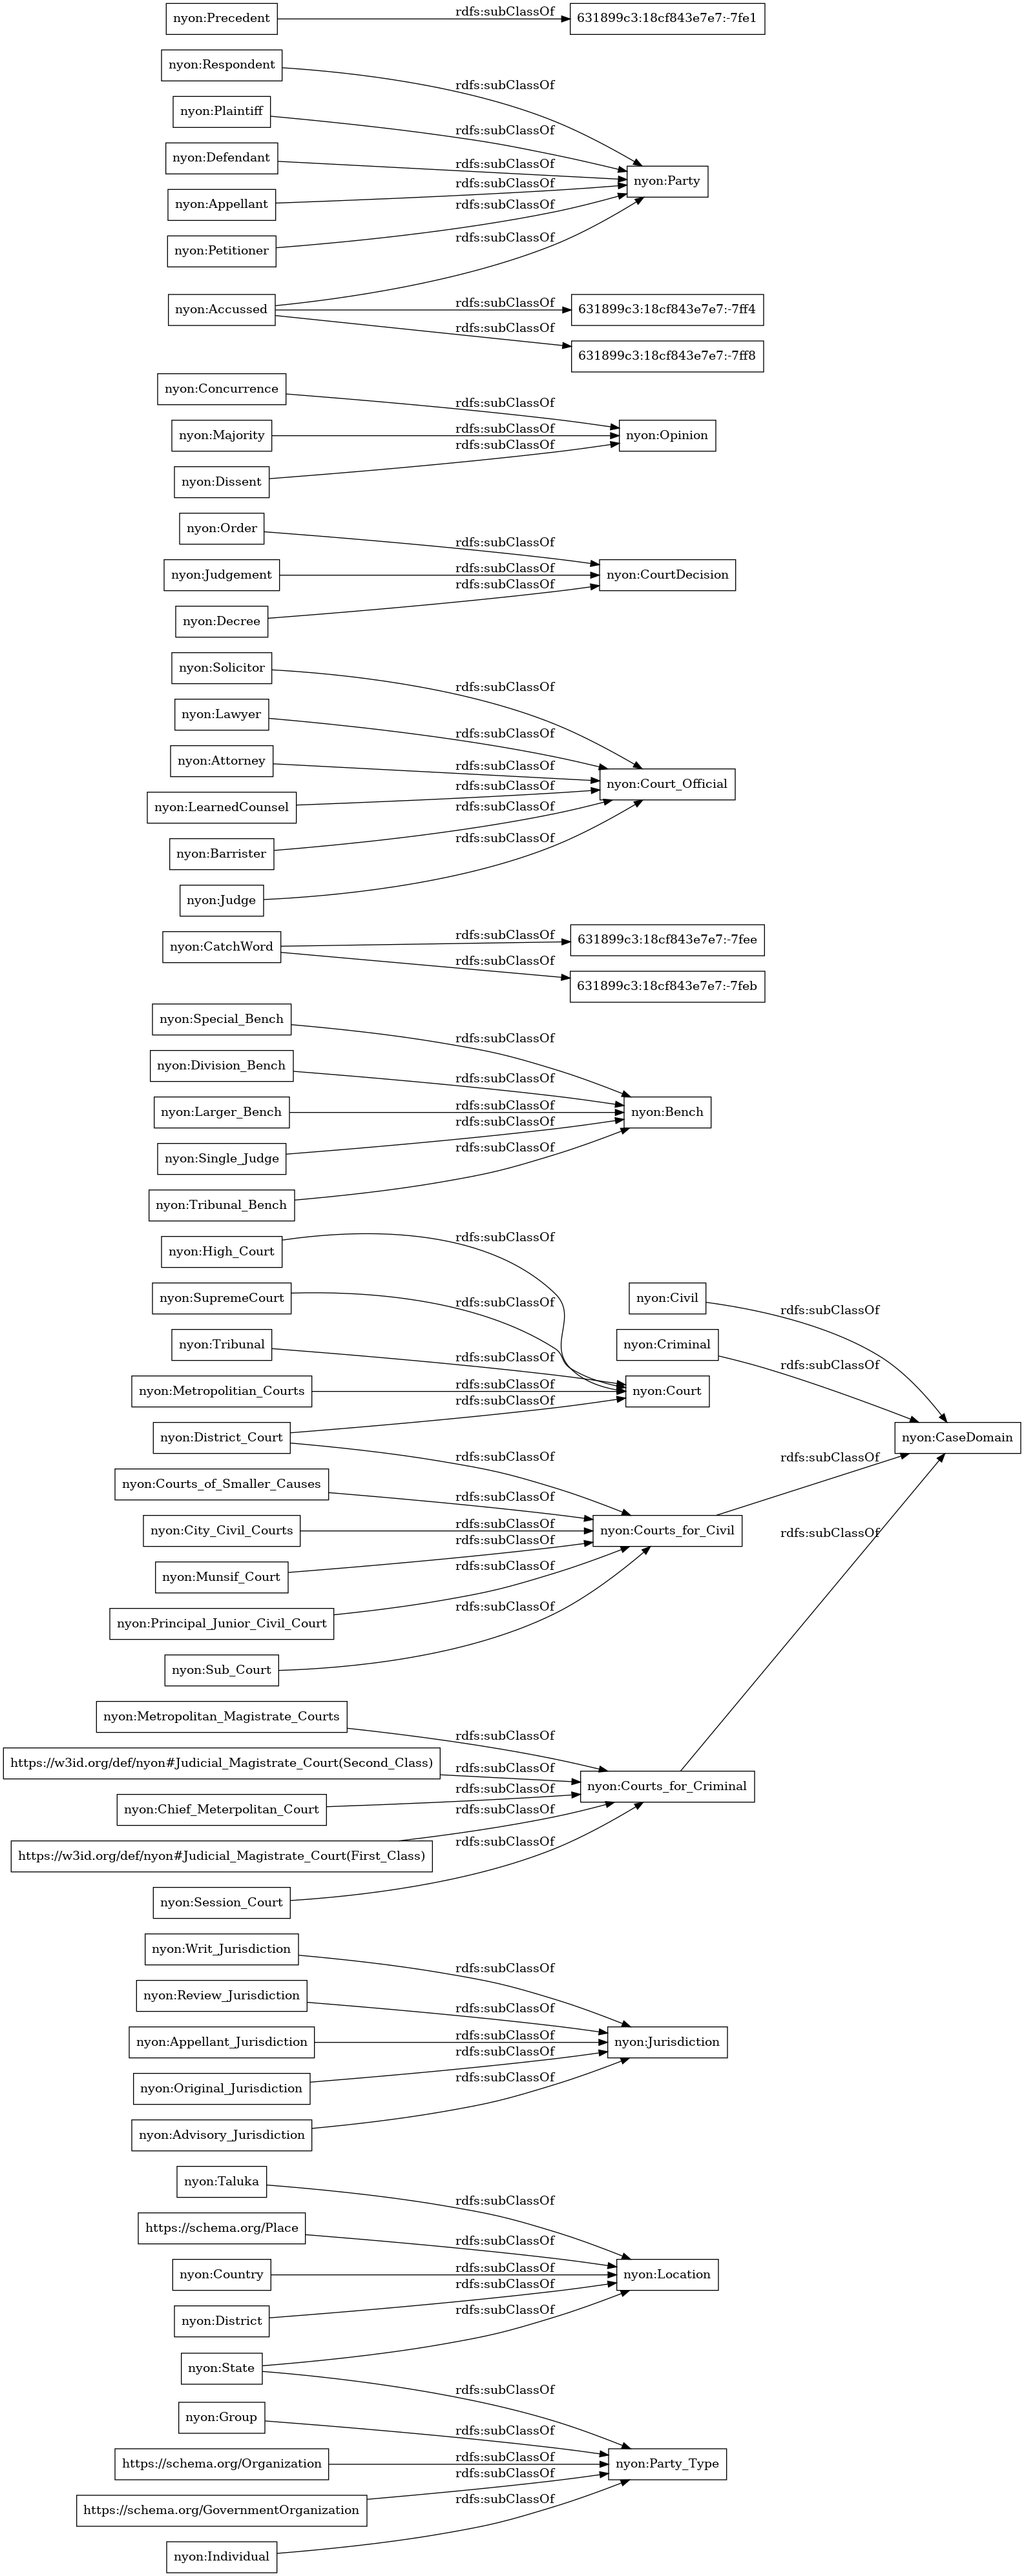 nyon:Precedent
rdfs:subClassOf
631899c3:18cf843e7e7:-7fe1
nyon:Respondent
rdfs:subClassOf
nyon:Plaintiff
rdfs:subClassOf
nyon:Defendant
rdfs:subClassOf
nyon:Party
nyon:Appellant
rdfs:subClassOf
nyon:Petitioner
rdfs:subClassOf
rdfs:subClassOf
nyon:Accussed
rdfs:subClassOf
631899c3:18cf843e7e7:-7ff4
rdfs:subClassOf
631899c3:18cf843e7e7:-7ff8
nyon:Concurrence
rdfs:subClassOf
nyon:Majority
rdfs:subClassOf
nyon:Opinion
nyon:Dissent
rdfs:subClassOf
nyon:Order
rdfs:subClassOf
nyon:Judgement
rdfs:subClassOf
nyon:CourtDecision
nyon:Decree
rdfs:subClassOf
nyon:Solicitor
rdfs:subClassOf
nyon:Lawyer
rdfs:subClassOf
nyon:Attorney
rdfs:subClassOf
nyon:Court_Official
nyon:LearnedCounsel
rdfs:subClassOf
nyon:Barrister
rdfs:subClassOf
nyon:Judge
rdfs:subClassOf
nyon:CatchWord
rdfs:subClassOf
631899c3:18cf843e7e7:-7fee
rdfs:subClassOf
631899c3:18cf843e7e7:-7feb
nyon:Special_Bench
rdfs:subClassOf
nyon:Division_Bench
rdfs:subClassOf
nyon:Larger_Bench
rdfs:subClassOf
nyon:Bench
nyon:Single_Judge
rdfs:subClassOf
nyon:Tribunal_Bench
rdfs:subClassOf
nyon:High_Court
rdfs:subClassOf
nyon:SupremeCourt
rdfs:subClassOf
nyon:Civil
rdfs:subClassOf
nyon:Tribunal
rdfs:subClassOf
nyon:Criminal
rdfs:subClassOf
nyon:Metropolitian_Courts
rdfs:subClassOf
nyon:Court
nyon:District_Court
rdfs:subClassOf
rdfs:subClassOf
nyon:CaseDomain
nyon:Courts_of_Smaller_Causes
rdfs:subClassOf
rdfs:subClassOf
nyon:City_Civil_Courts
rdfs:subClassOf
nyon:Courts_for_Civil
rdfs:subClassOf
nyon:Munsif_Court
rdfs:subClassOf
nyon:Principal_Junior_Civil_Court
rdfs:subClassOf
nyon:Sub_Court
rdfs:subClassOf
nyon:Metropolitan_Magistrate_Courts
rdfs:subClassOf
https://w3id.org/def/nyon#Judicial_Magistrate_Court(Second_Class)
rdfs:subClassOf
nyon:Courts_for_Criminal
nyon:Chief_Meterpolitan_Court
rdfs:subClassOf
https://w3id.org/def/nyon#Judicial_Magistrate_Court(First_Class)
rdfs:subClassOf
nyon:Session_Court
rdfs:subClassOf
nyon:Writ_Jurisdiction
rdfs:subClassOf
nyon:Review_Jurisdiction
rdfs:subClassOf
nyon:Appellant_Jurisdiction
rdfs:subClassOf
nyon:Jurisdiction
nyon:Original_Jurisdiction
rdfs:subClassOf
nyon:Advisory_Jurisdiction
rdfs:subClassOf
nyon:Taluka
rdfs:subClassOf
https://schema.org/Place
rdfs:subClassOf
nyon:Country
rdfs:subClassOf
nyon:Location
nyon:District
rdfs:subClassOf
nyon:State
rdfs:subClassOf
rdfs:subClassOf
nyon:Group
rdfs:subClassOf
https://schema.org/Organization
rdfs:subClassOf
nyon:Party_Type
https://schema.org/GovernmentOrganization
rdfs:subClassOf
nyon:Individual
rdfs:subClassOf